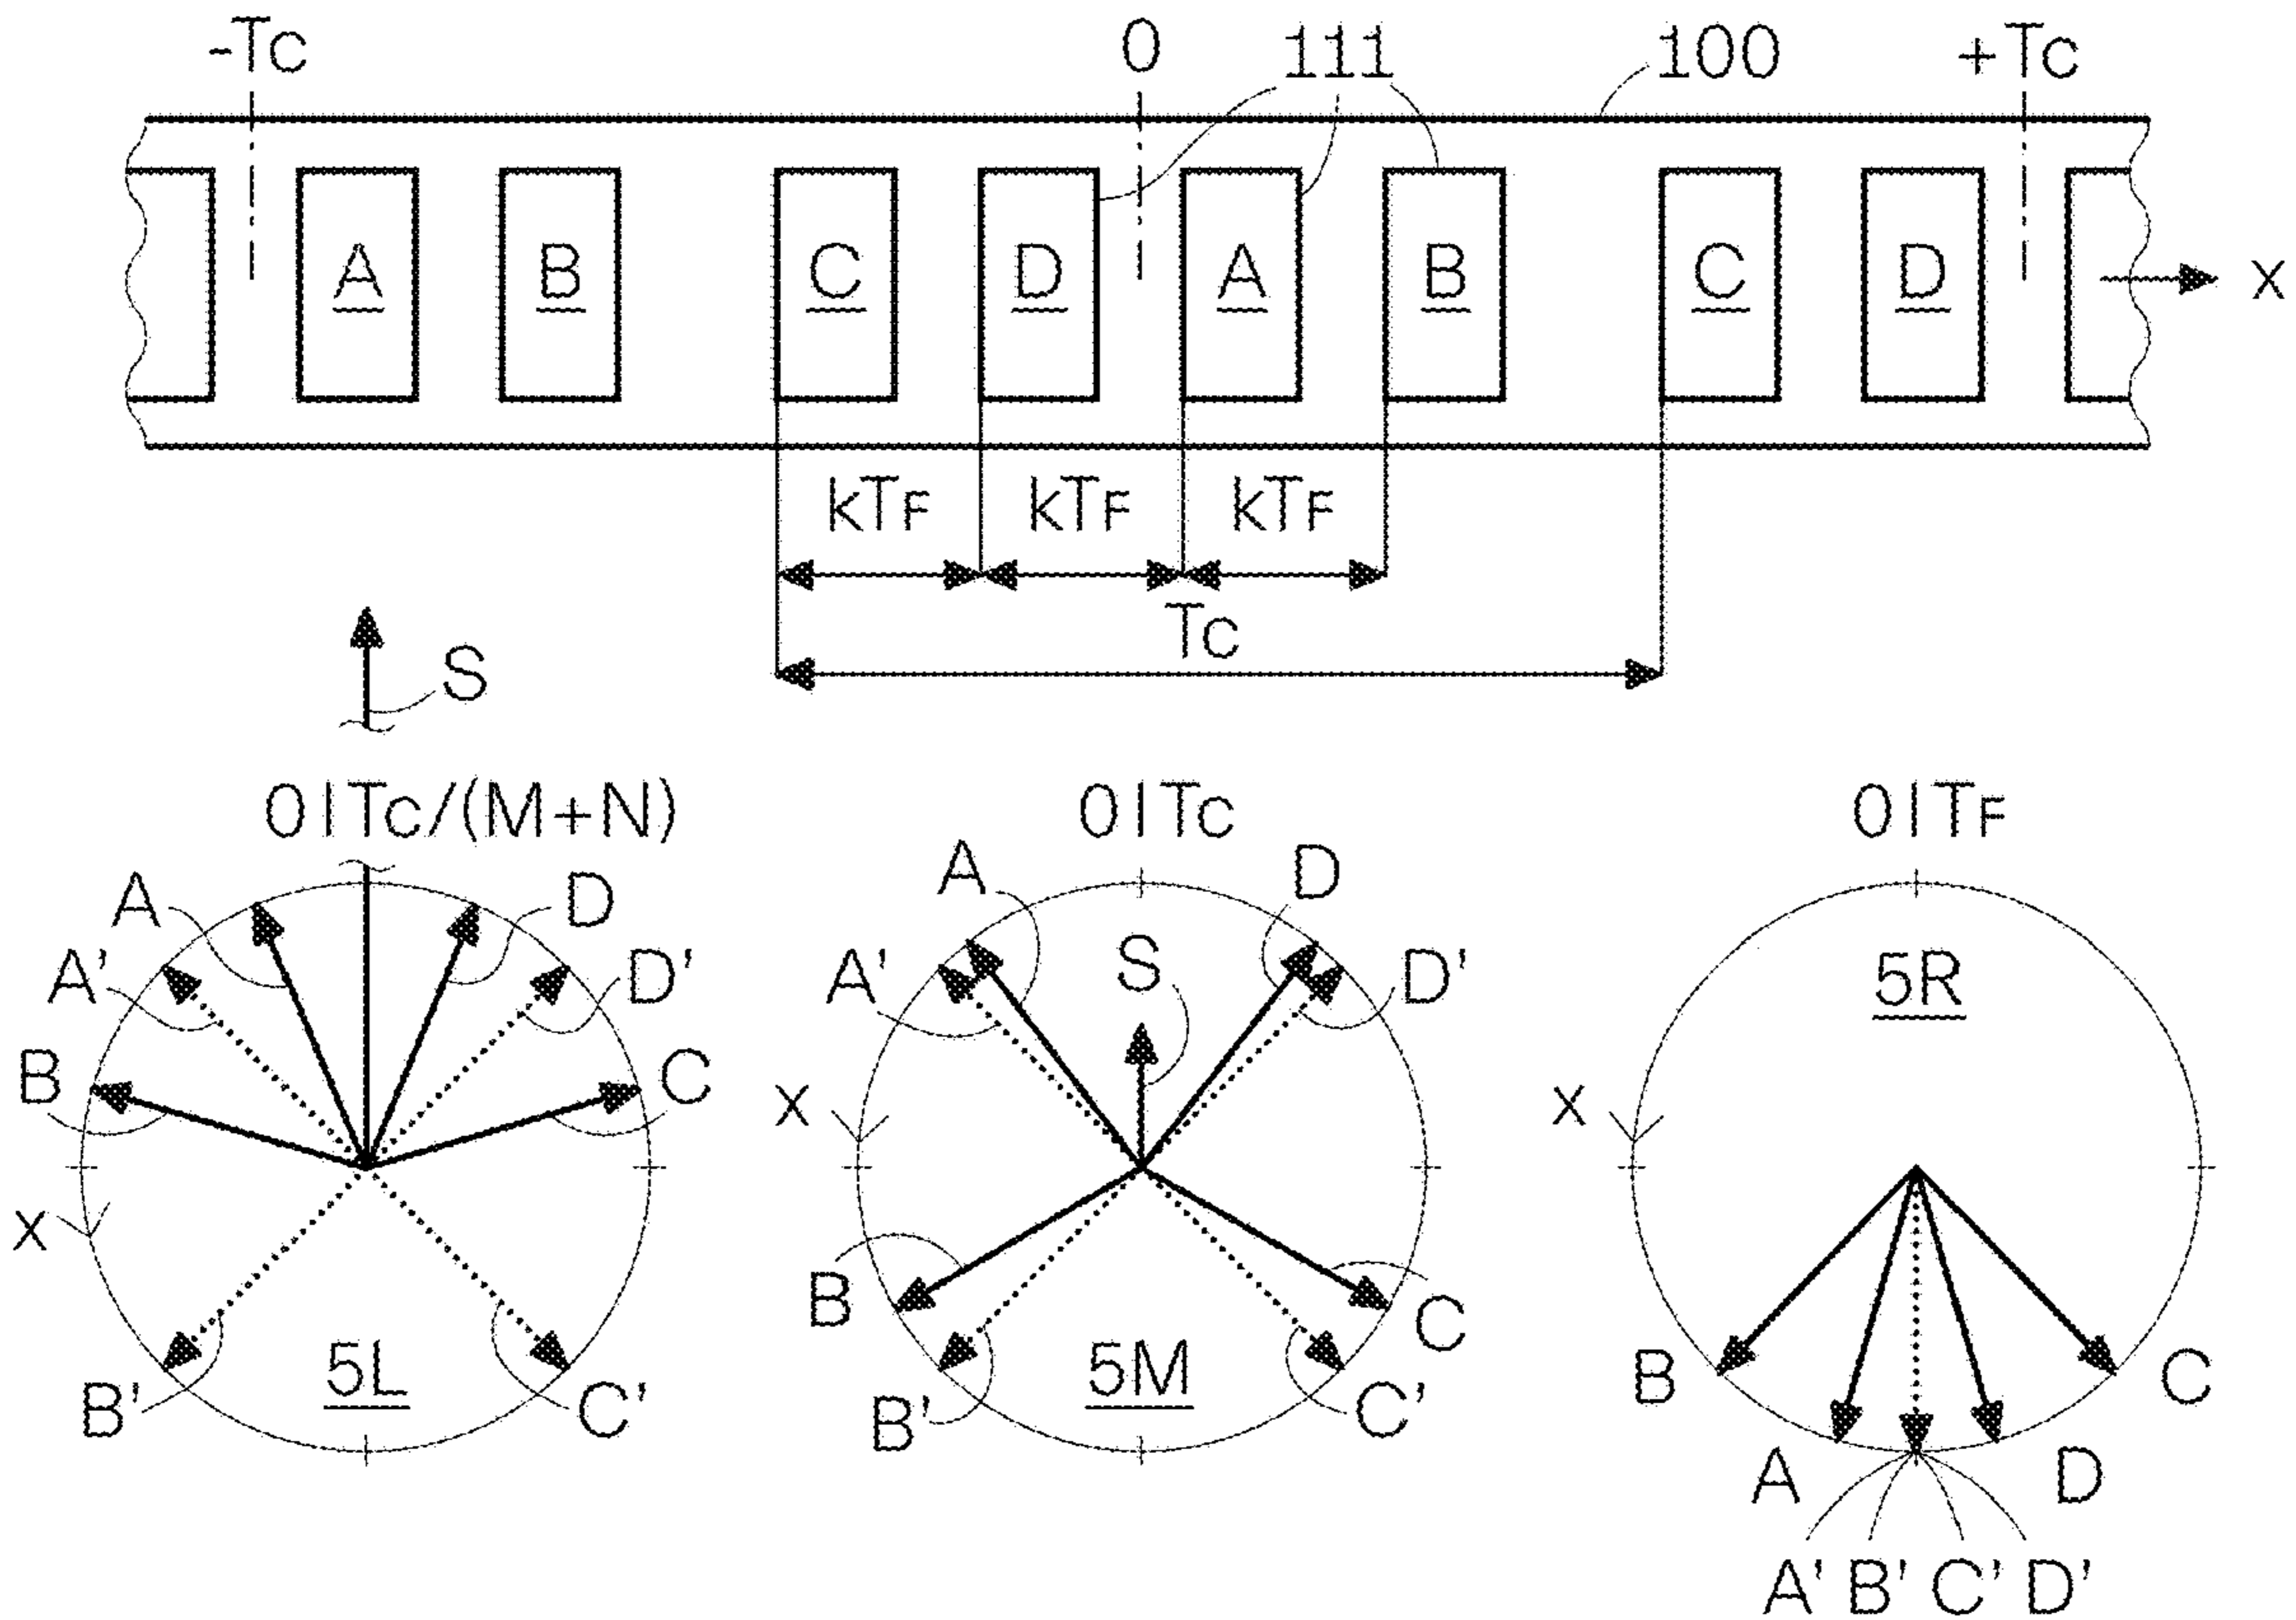 -TC 0 111 100 +TC
A B C D A B C D X
kTF kTF kTF
TC
S
0|TC/(M+N) 0|TC 0|TF
A D A D
A' D' A' S D' 5R
B C X X
X
B C
B' 5L C' B' 5M C' B C
A D
A' B' C' D'